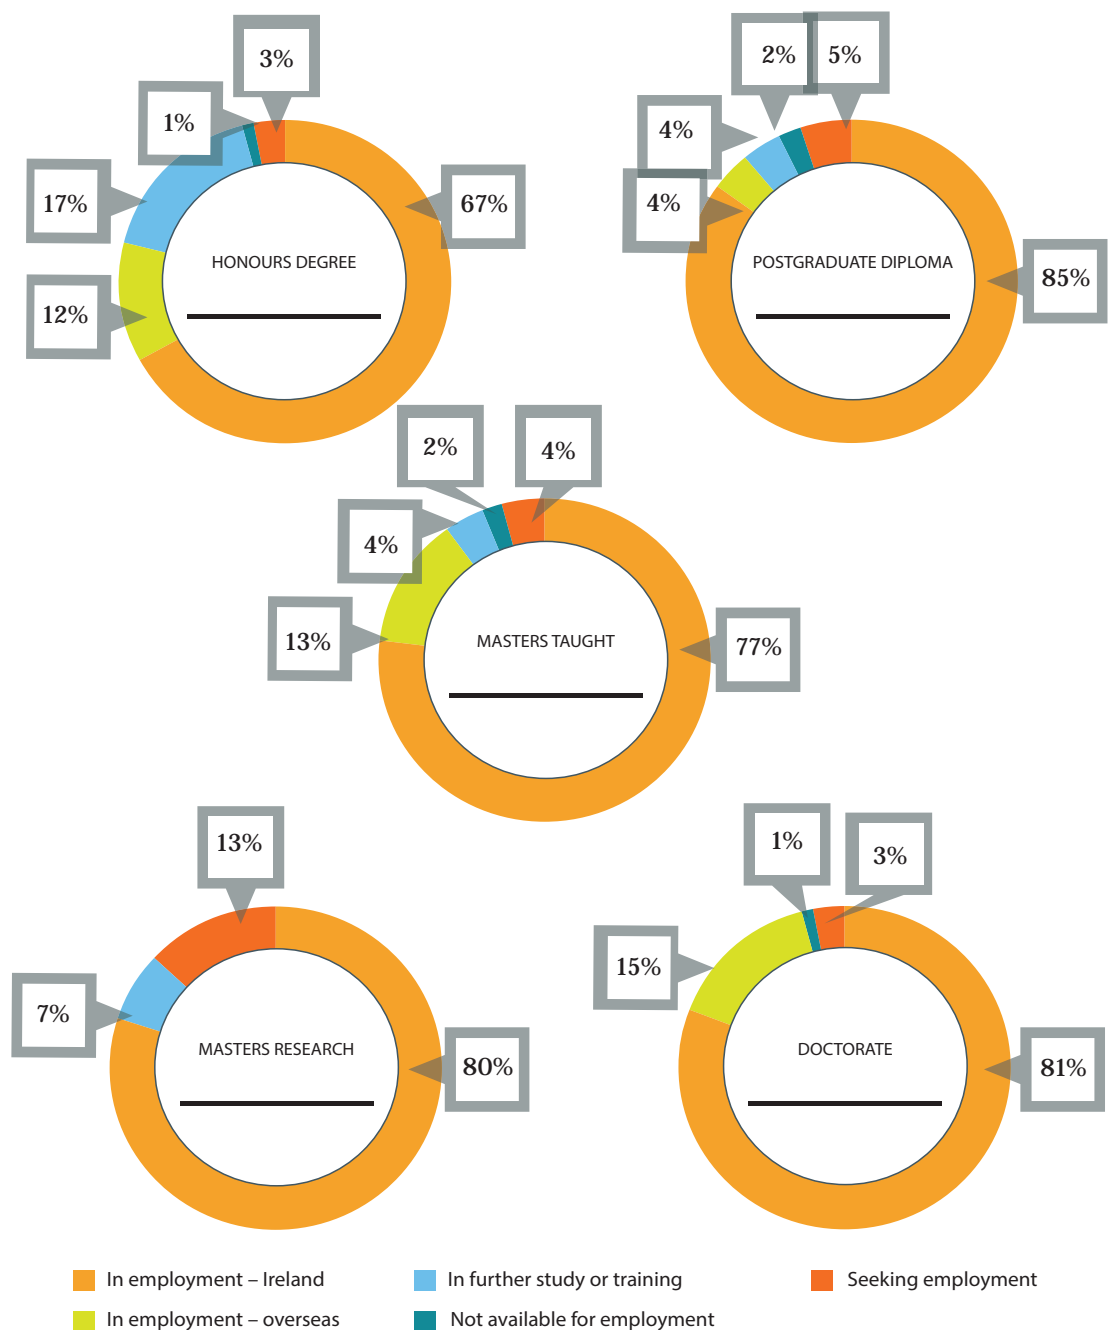 3%
1%
17%
67%
12%
HONOURS DEGREE
2%
5%
4%
4%
85%
POSTGRADUATE DIPLOMA
2%
4%
4%
13%
77%
MASTERS TAUGHT
13%
7%
80%
MASTERS RESEARCH
1%
3%
15%
81%
DOCTORATE
In employment – Ireland
In further study or training
Seeking employment
In employment – overseas
Not available for employment